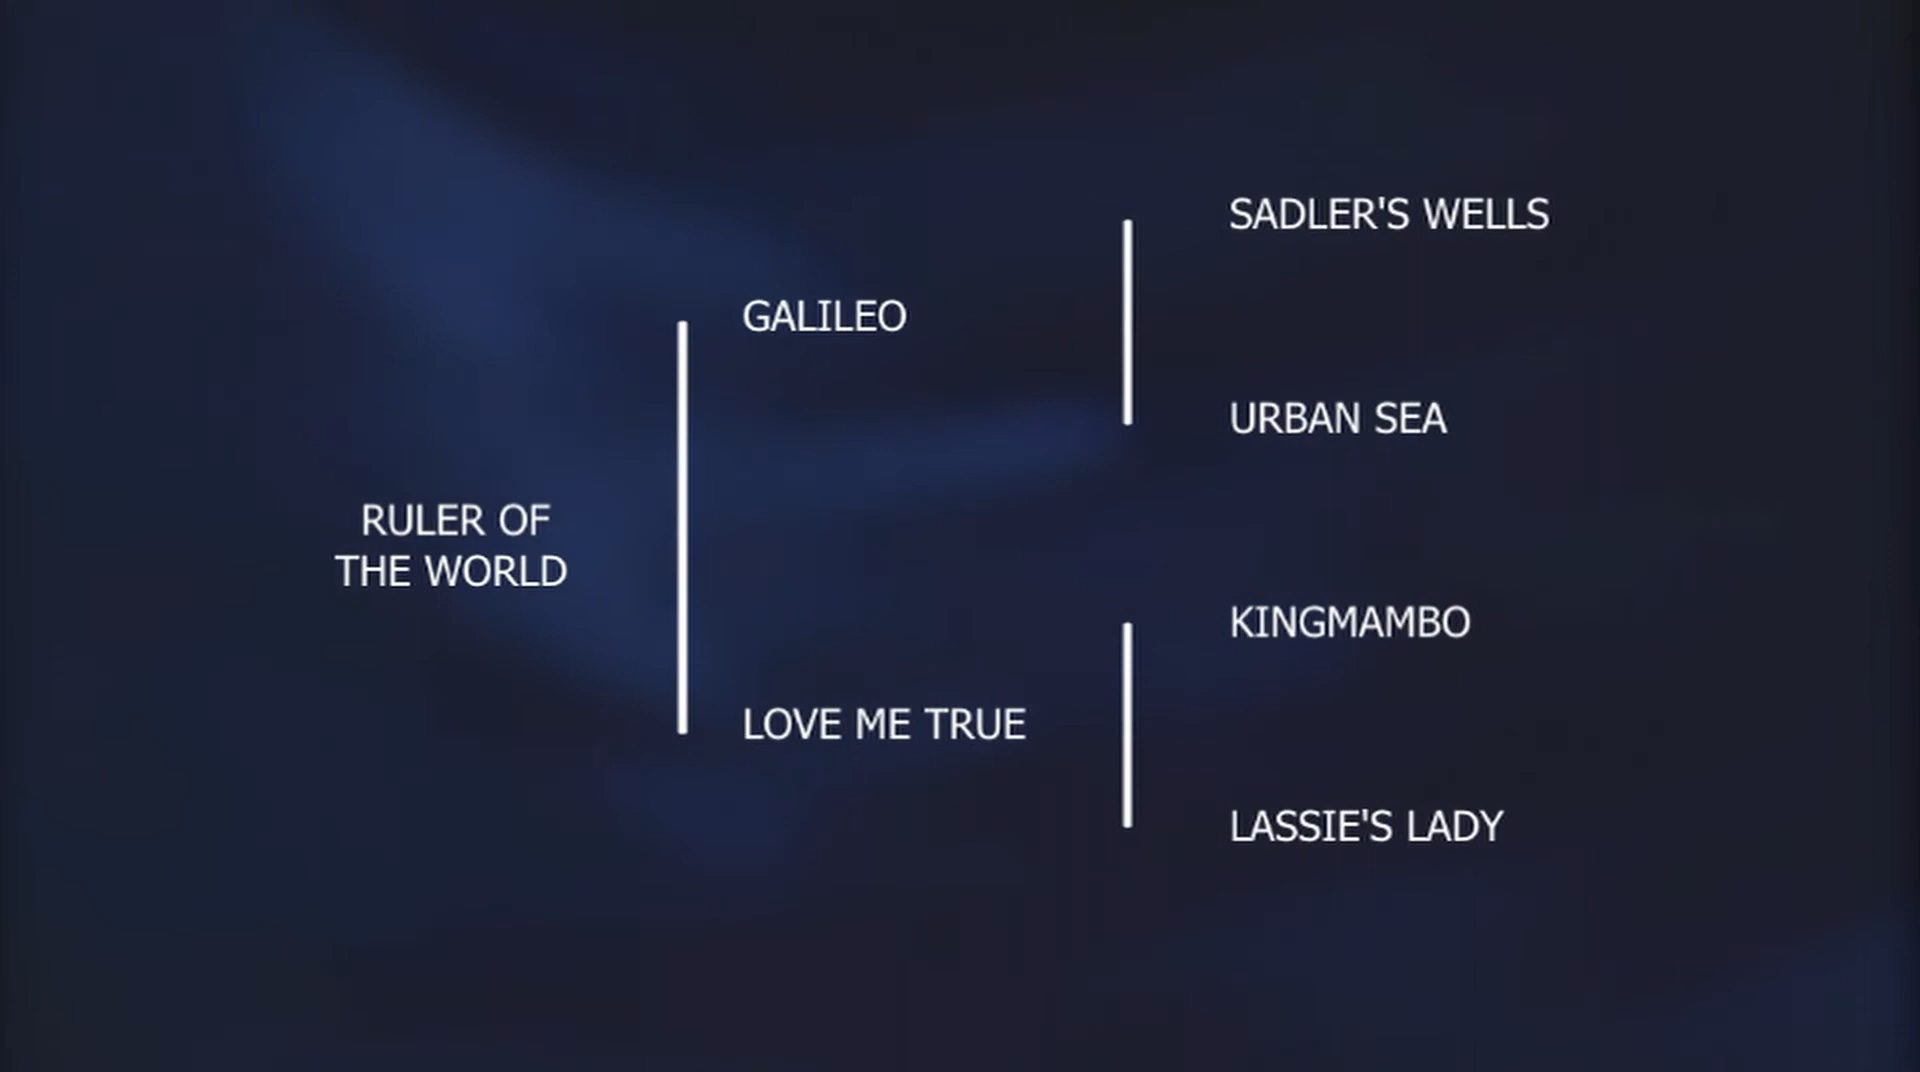 SADLER'S WELLS
GALILEO
URBAN SEA
RULER OF
THE WORLD
KINGMAMBO
LOVE ME TRUE
LASSIE'S LADY